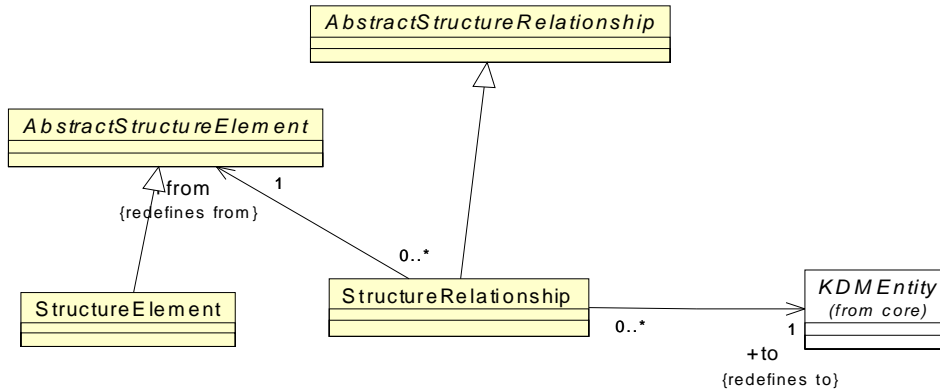 AbstractStructureRelationship
AbstractStructureElement
1
+from
{redefines from}
0..*
StructureElement
StructureRelationship
KDMEntity
(from core)
0..*
1
+to
{redefines to}